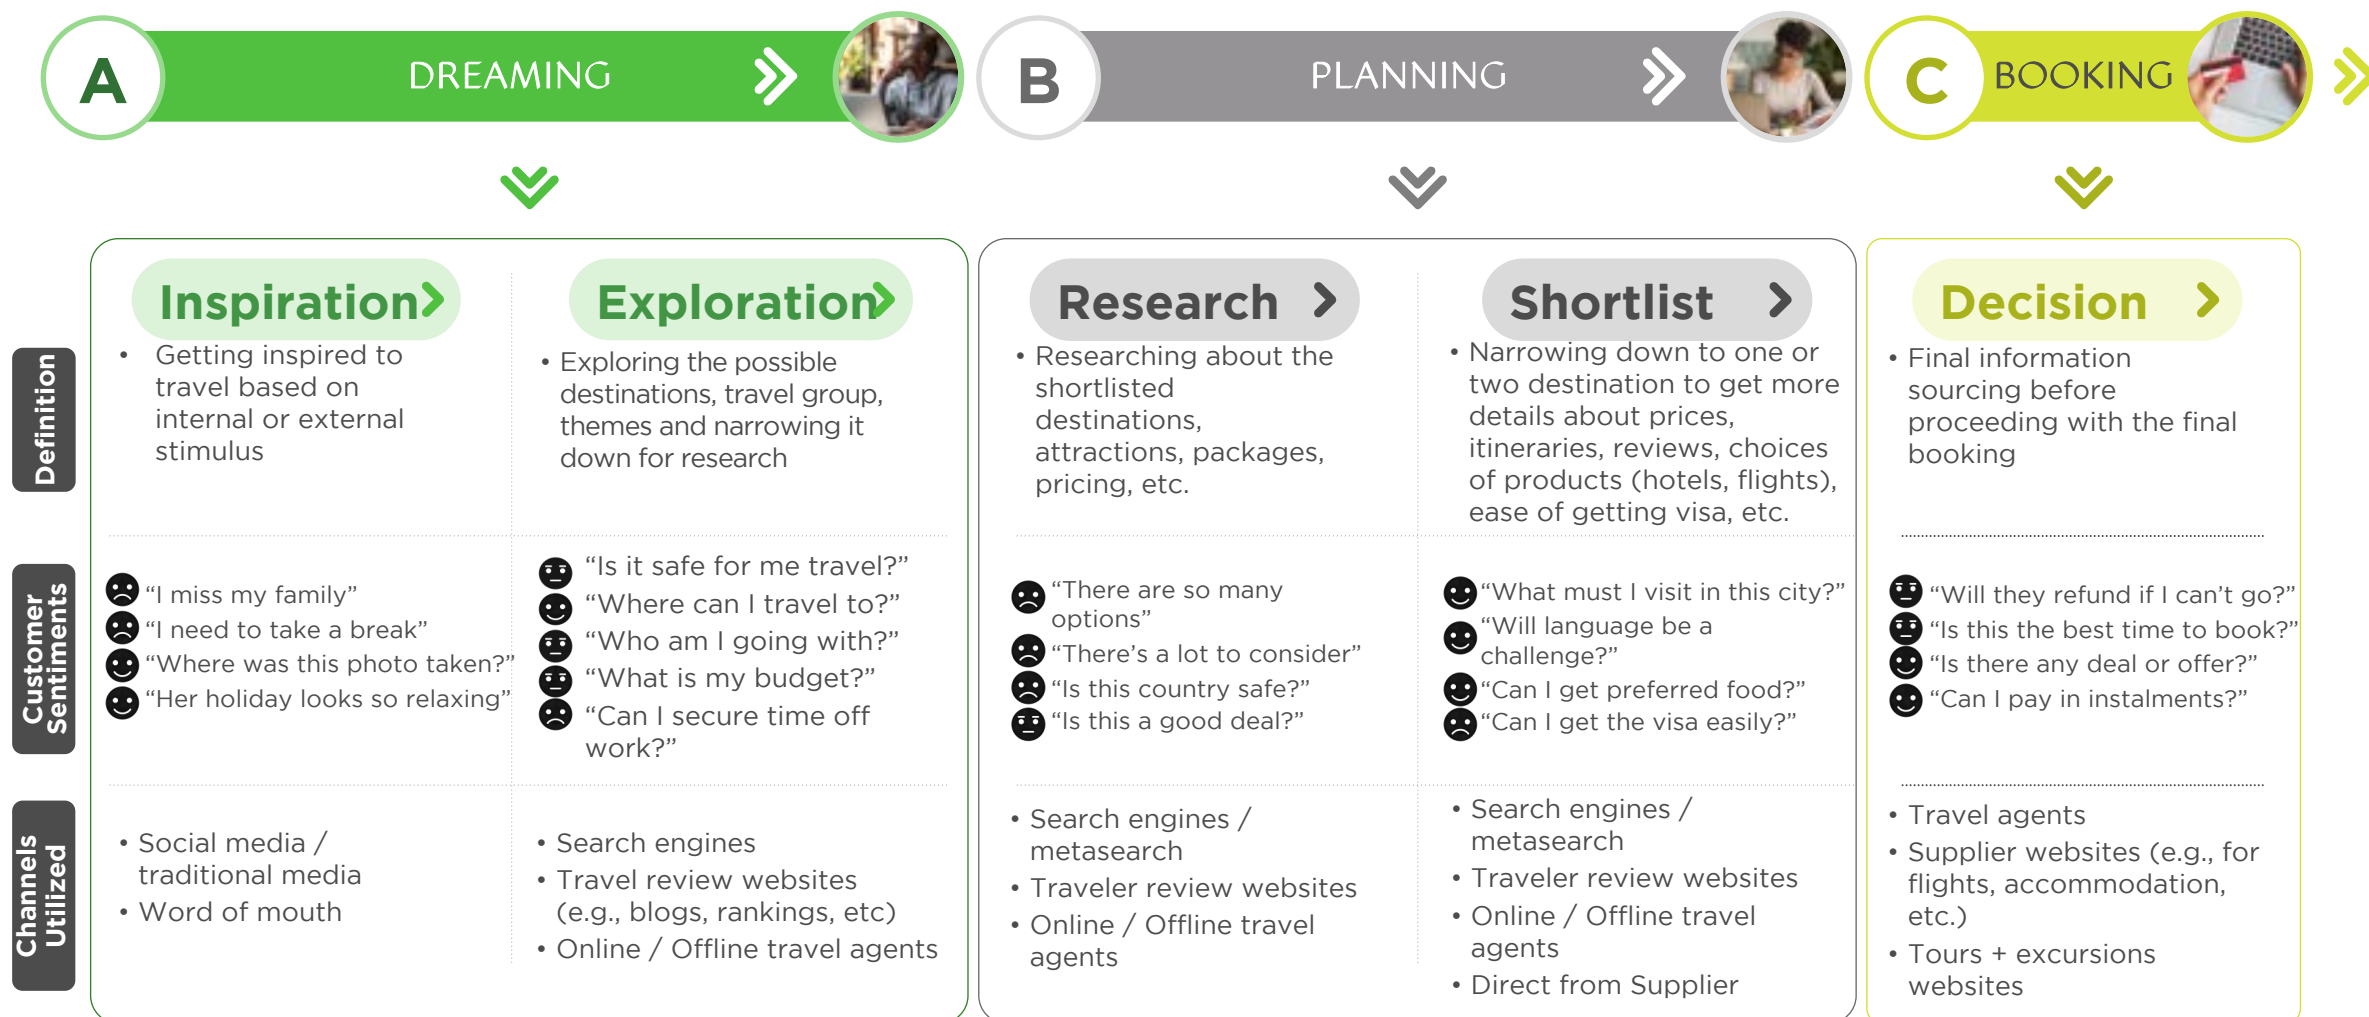 A
DREAMING
B
PLANNING
C
BOOKING
Inspiration
Exploration
Research
Shortlist
Decision
Definition
• Getting inspired to
travel based on
internal or external
stimulus
• Exploring the possible
destinations, travel group,
themes and narrowing it
down for research
• Researching about the
shortlisted
destinations,
attractions, packages,
pricing, etc.
• Narrowing down to one or
two destination to get more
details about prices,
itineraries, reviews, choices
of products (hotels, flights),
ease of getting visa, etc.
• Final information
sourcing before
proceeding with the final
booking
Customer
Sentiments
“I miss my family”
“I need to take a break”
“Where was this photo taken?”
“Her holiday looks so relaxing”
“Is it safe for me travel?”
“Where can I travel to?”
“Who am I going with?”
“What is my budget?”
“Can I secure time off
work?”
“There are so many
options”
“There’s a lot to consider”
“Is this country safe?”
“Is this a good deal?”
“What must I visit in this city?”
“Will language be a
challenge?”
“Can I get preferred food?”
“Can I get the visa easily?”
“Will they refund if I can’t go?”
“Is this the best time to book?”
“Is there any deal or offer?”
“Can I pay in instalments?”
Channels
Utilized
• Social media /
traditional media
• Word of mouth
• Search engines
• Travel review websites
(e.g., blogs, rankings, etc)
• Online / Offline travel agents
• Search engines /
metasearch
• Traveler review websites
• Online / Offline travel
agents
• Search engines /
metasearch
• Traveler review websites
• Online / Offline travel
agents
• Direct from Supplier
• Travel agents
• Supplier websites (e.g., for
flights, accommodation,
etc.)
• Tours + excursions
websites